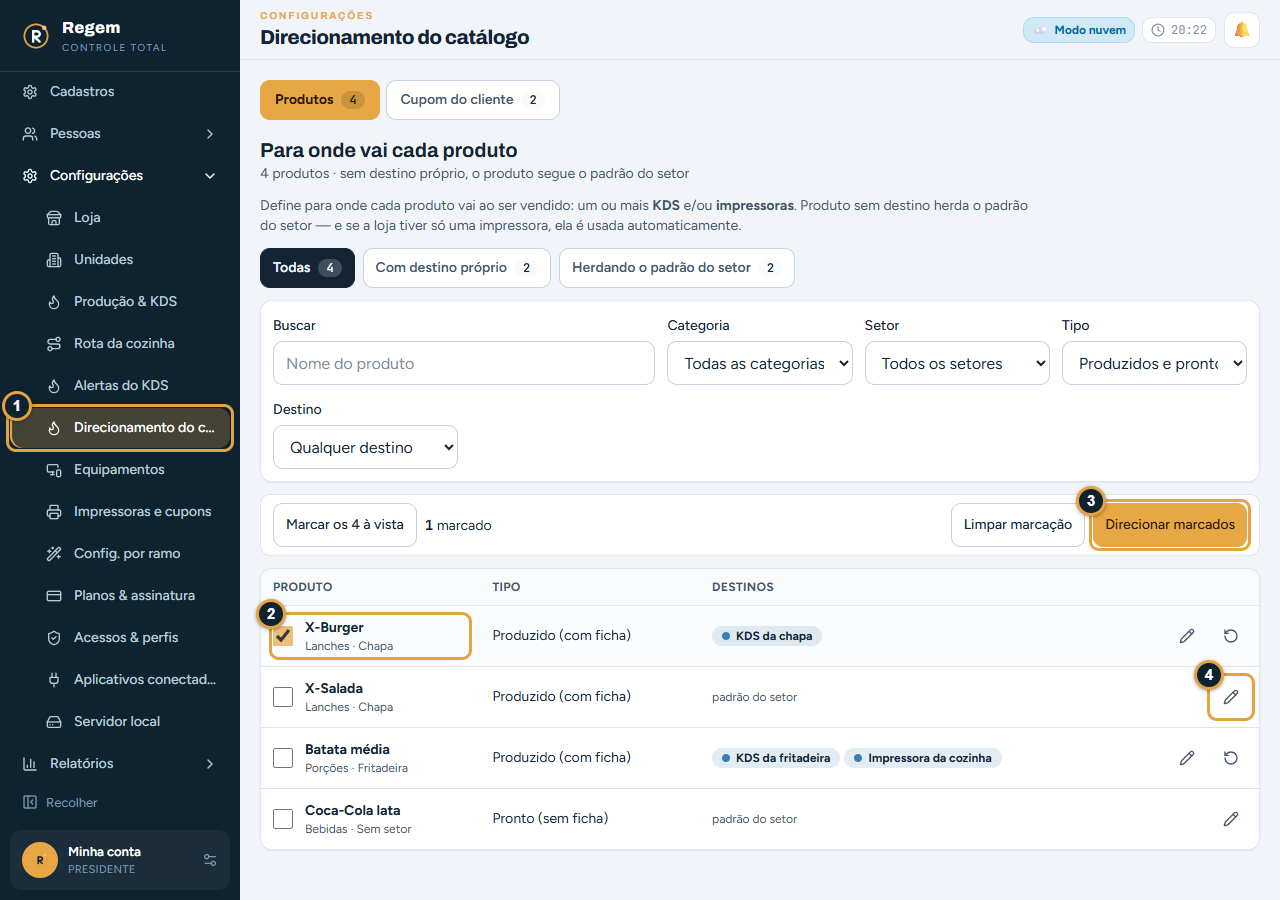 Regem
CONTROLE TOTAL
Cadastros
Pessoas
Configurações
Loja
Unidades
Produção & KDS
Rota da cozinha
Alertas do KDS
1
Direcionamento do c...
Equipamentos
Impressoras e cupons
Config. por ramo
Planos & assinatura
Acessos & perfis
Aplicativos conectad...
Servidor local
Relatórios
Recolher
R
Minha conta
PRESIDENTE
CONFIGURAÇÕES
Direcionamento do catálogo
Modo nuvem
20:22
Produtos 4
Cupom do cliente 2
Para onde vai cada produto
4 produtos · sem destino próprio, o produto segue o padrão do setor
Define para onde cada produto vai ao ser vendido: um ou mais KDS e/ou impressoras. Produto sem destino herda o padrão
do setor — e se a loja tiver só uma impressora, ela é usada automaticamente.
Todas 4
Com destino próprio 2
Herdando o padrão do setor 2
Buscar Categoria Setor Tipo
Nome do produto Todas as categorias Todos os setores Produzidos e pront
Destino
Qualquer destino
3
Marcar os 4 à vista 1 marcado Limpar marcação Direcionar marcados
PRODUTO TIPO DESTINOS
2
X-Burger
Lanches · Chapa
Produzido (com ficha) KDS da chapa
4
X-Salada
Lanches · Chapa
Produzido (com ficha) padrão do setor
Batata média
Porções · Fritadeira
Produzido (com ficha) KDS da fritadeira Impressora da cozinha
Coca-Cola lata
Bebidas · Sem setor
Pronto (sem ficha) padrão do setor